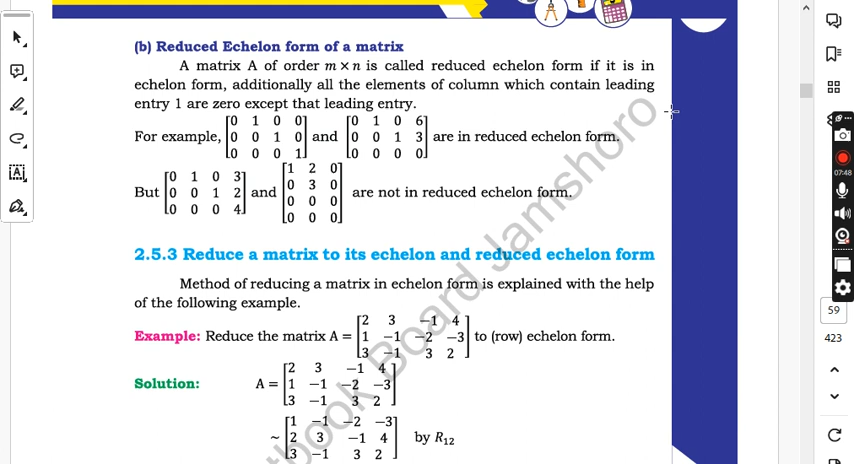 (b) Reduced Echelon form of a matrix
A matrix A of order m × n is called reduced echelon form if it is in
echelon form, additionally all the elements of column which contain leading
entry 1 are zero except that leading entry.
For example, [0 1 0 0; 0 0 1 0; 0 0 0 1] and [0 1 0 6; 0 0 1 3; 0 0 0 0] are in reduced echelon form.
But [0 1 0 3; 0 0 1 2; 0 0 0 4] and [1 2 0; 0 3 0; 0 0 0; 0 0 0] are not in reduced echelon form.
2.5.3 Reduce a matrix to its echelon and reduced echelon form
Method of reducing a matrix in echelon form is explained with the help
of the following example.
Example: Reduce the matrix A = [2 3 −1 4; 1 −1 −2 −3; 3 −1 3 2] to (row) echelon form.
Solution: A = [2 3 −1 4; 1 −1 −2 −3; 3 −1 3 2]
~ [1 −1 −2 −3; 2 3 −1 4; 3 −1 3 2] by R₁₂
tbook Board Jamshoro
07:48
59
423